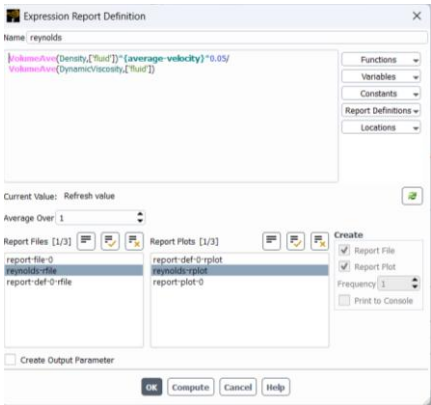 Expression Report Definition
Name reynolds
VolumeAve(Density,['fluid'])*{average-velocity}*0.05/
VolumeAve(DynamicViscosity,['fluid'])
Functions
Variables
Constants
Report Definitions
Locations
Current Value: Refresh value
Average Over 1
Report Files [1/3]
report-file-0
reynolds-rfile
report-def-0-rfile
Report Plots [1/3]
report-def-0-rplot
reynolds-rplot
report-plot-0
Create
Report File
Report Plot
Frequency 1
Print to Console
Create Output Parameter
OK Compute Cancel Help